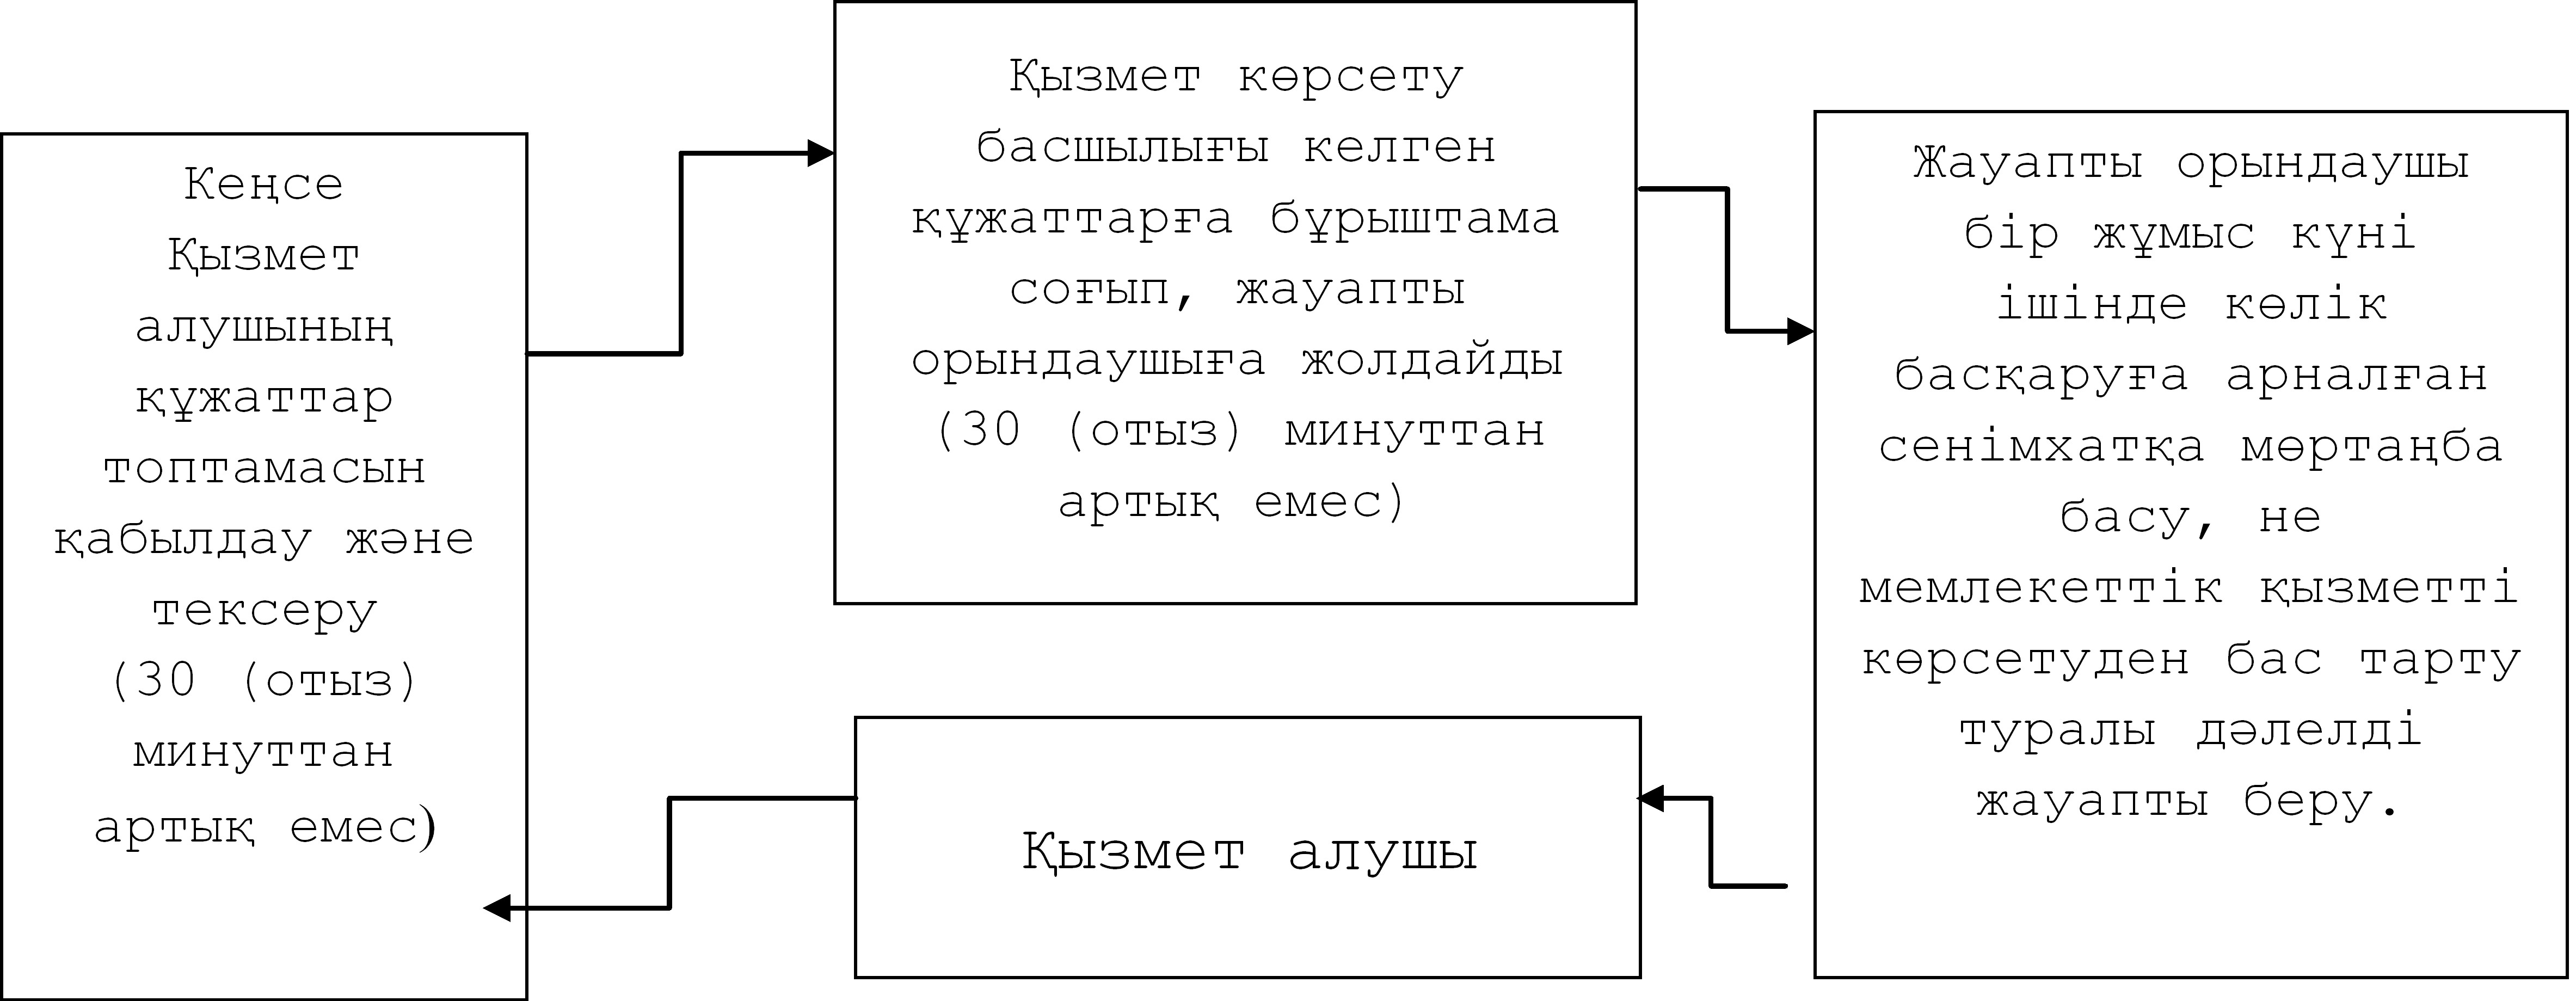 Кеңсе
Қызмет
алушының
құжаттар
топтамасын
қабылдау және
тексеру
(30 (отыз)
минуттан
артық емес)
Қызмет көрсету
басшылығы келген
құжаттарға бұрыштама
соғып, жауапты
орындаушыға жолдайды
(30 (отыз) минуттан
артық емес)
Жауапты орындаушы
бір жұмыс күні
ішінде көлік
басқаруға арналған
сенімхатқа мөртаңба
басу, не
мемлекеттік қызметті
көрсетуден бас тарту
туралы дәлелді
жауапты беру.
Қызмет алушы